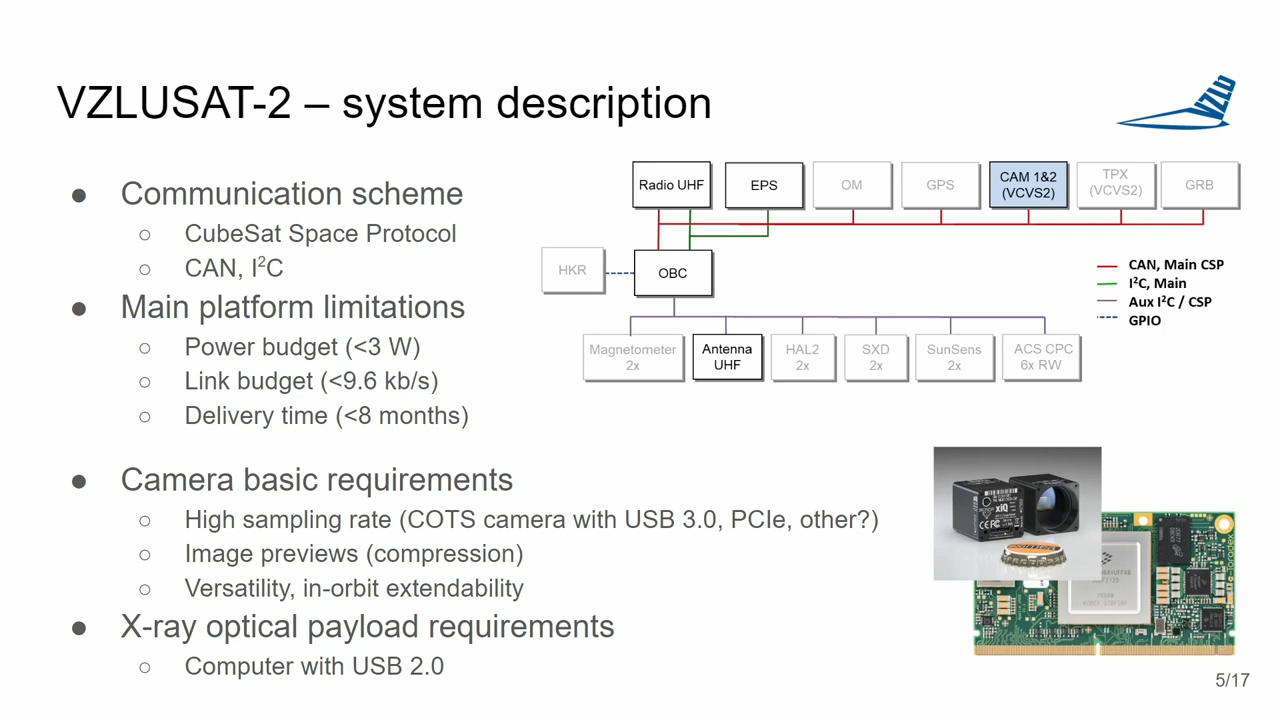 VZLUSAT-2 – system description
VZLU
● Communication scheme
○ CubeSat Space Protocol
○ CAN, I²C
● Main platform limitations
○ Power budget (<3 W)
○ Link budget (<9.6 kb/s)
○ Delivery time (<8 months)
● Camera basic requirements
○ High sampling rate (COTS camera with USB 3.0, PCIe, other?)
○ Image previews (compression)
○ Versatility, in-orbit extendability
● X-ray optical payload requirements
○ Computer with USB 2.0
Radio UHF
EPS
OM
GPS
CAM 1&2
(VCVS2)
TPX
(VCVS2)
GRB
HKR
OBC
CAN, Main CSP
I²C, Main
Aux I²C / CSP
GPIO
Magnetometer
2x
Antenna
UHF
HAL2
2x
SXD
2x
SunSens
2x
ACS CPC
6x RW
xiQ
5/17